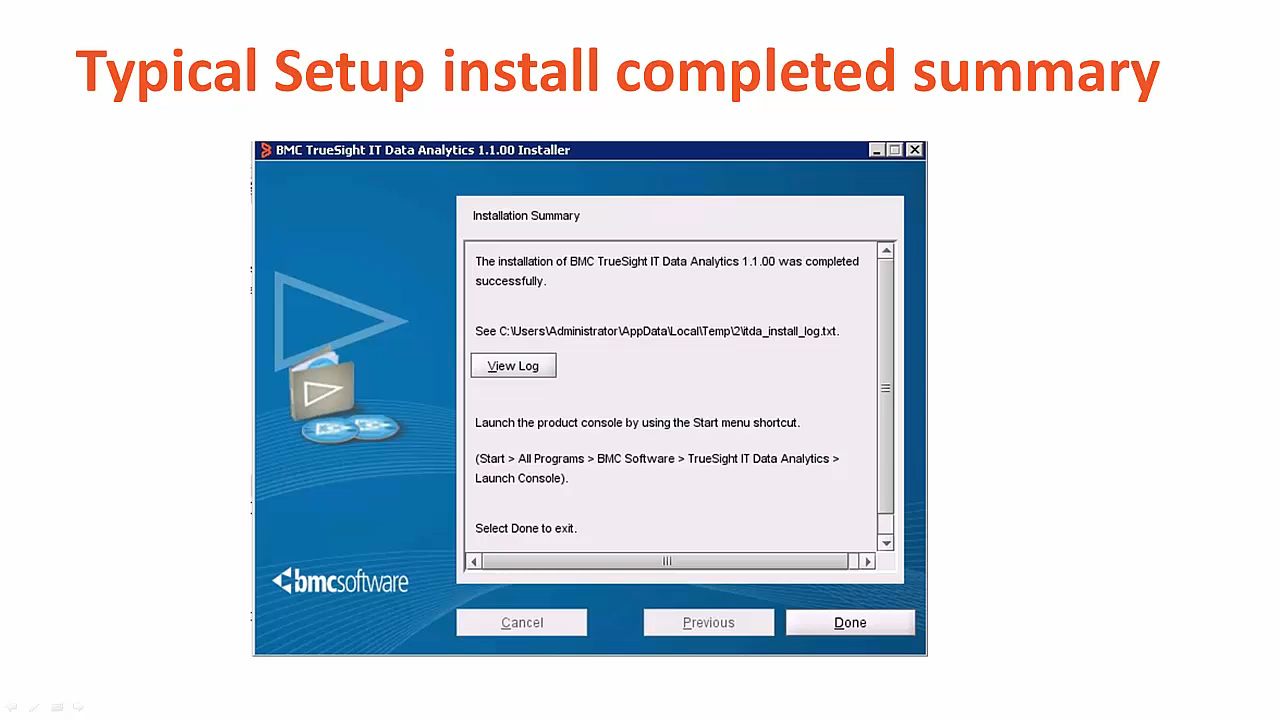 Typical Setup install completed summary
BMC TrueSight IT Data Analytics 1.1.00 Installer
Installation Summary
The installation of BMC TrueSight IT Data Analytics 1.1.00 was completed
successfully.
See C:\Users\Administrator\AppData\Local\Temp\2\itda_install_log.txt.
View Log
Launch the product console by using the Start menu shortcut.
(Start > All Programs > BMC Software > TrueSight IT Data Analytics >
Launch Console).
Select Done to exit.
bmcsoftware
Cancel
Previous
Done